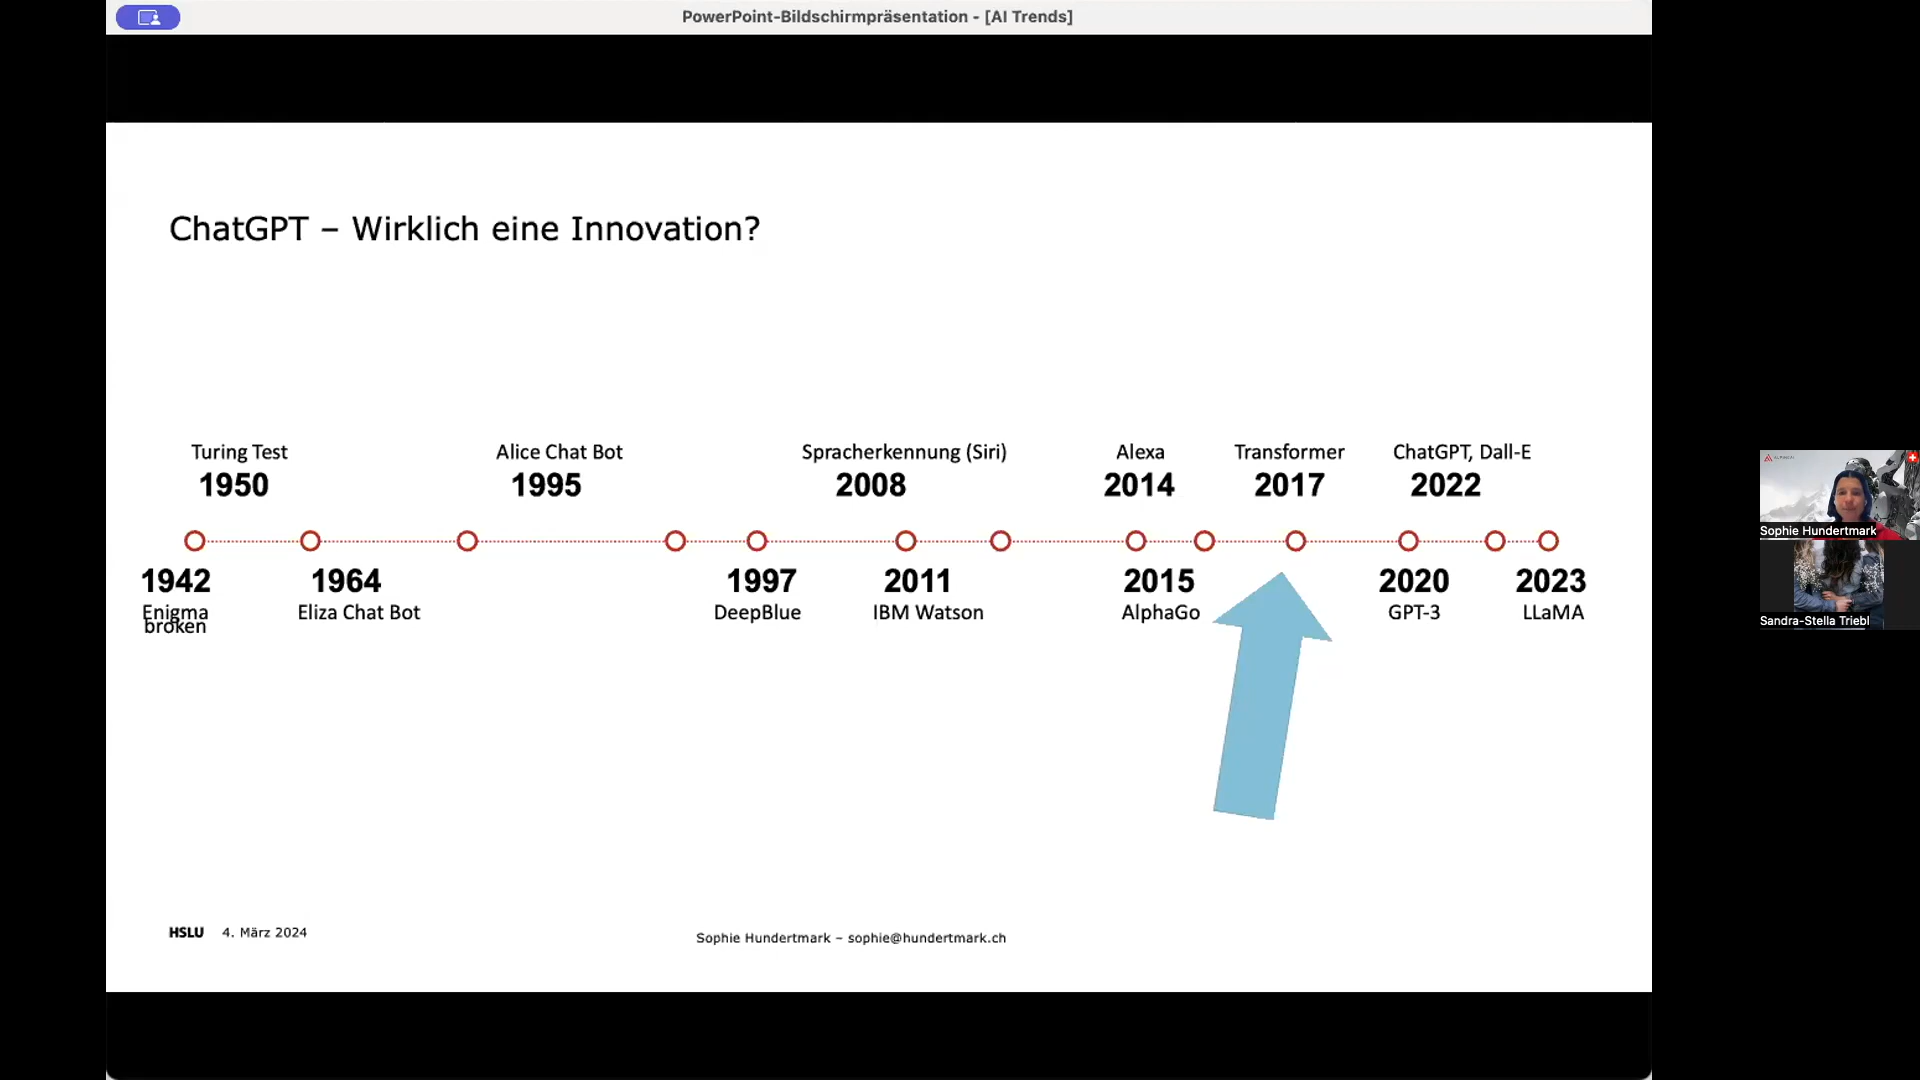 PowerPoint-Bildschirmpräsentation - [AI Trends]
ChatGPT – Wirklich eine Innovation?
Turing Test
1950
Alice Chat Bot
1995
Spracherkennung (Siri)
2008
Alexa
2014
Transformer
2017
ChatGPT, Dall-E
2022
1942
Enigma
broken
1964
Eliza Chat Bot
1997
DeepBlue
2011
IBM Watson
2015
AlphaGo
2020
GPT-3
2023
LLaMA
HSLU 4. März 2024
Sophie Hundertmark – sophie@hundertmark.ch
Sophie Hundertmark
Sandra-Stella Triebl